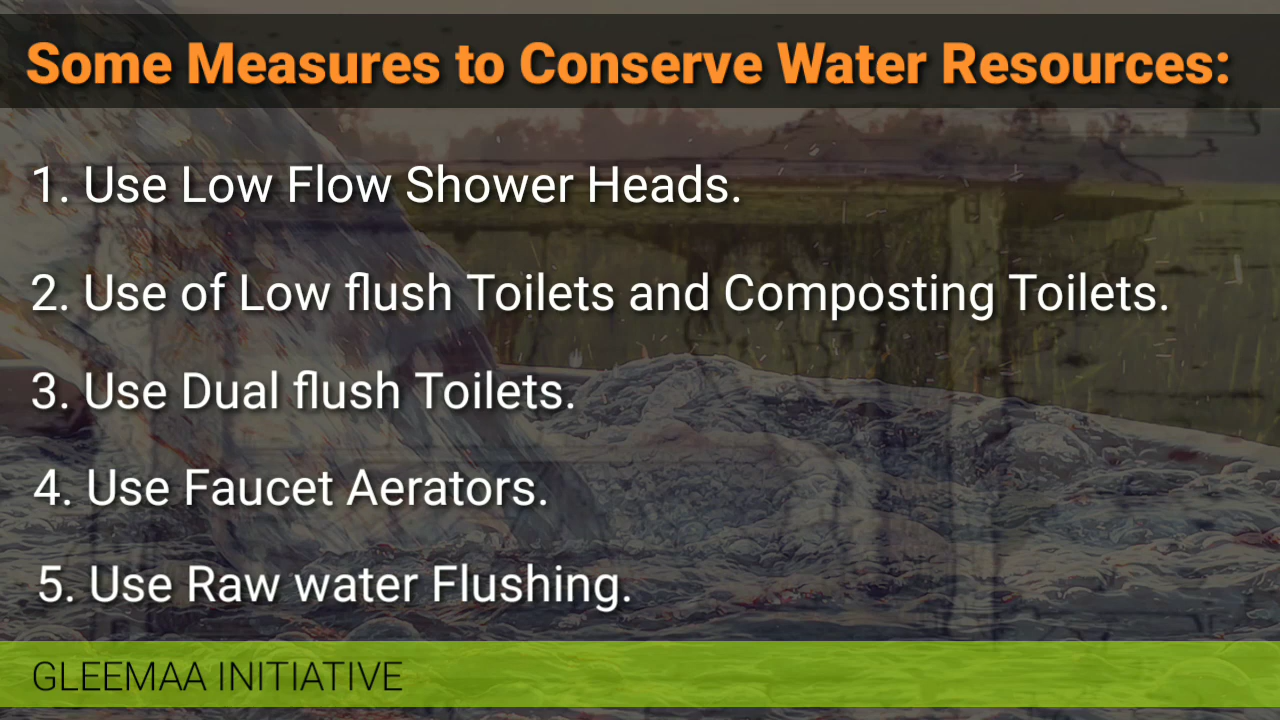 Some Measures to Conserve Water Resources:
1. Use Low Flow Shower Heads.
2. Use of Low flush Toilets and Composting Toilets.
3. Use Dual flush Toilets.
4. Use Faucet Aerators.
5. Use Raw water Flushing.
GLEEMAA INITIATIVE